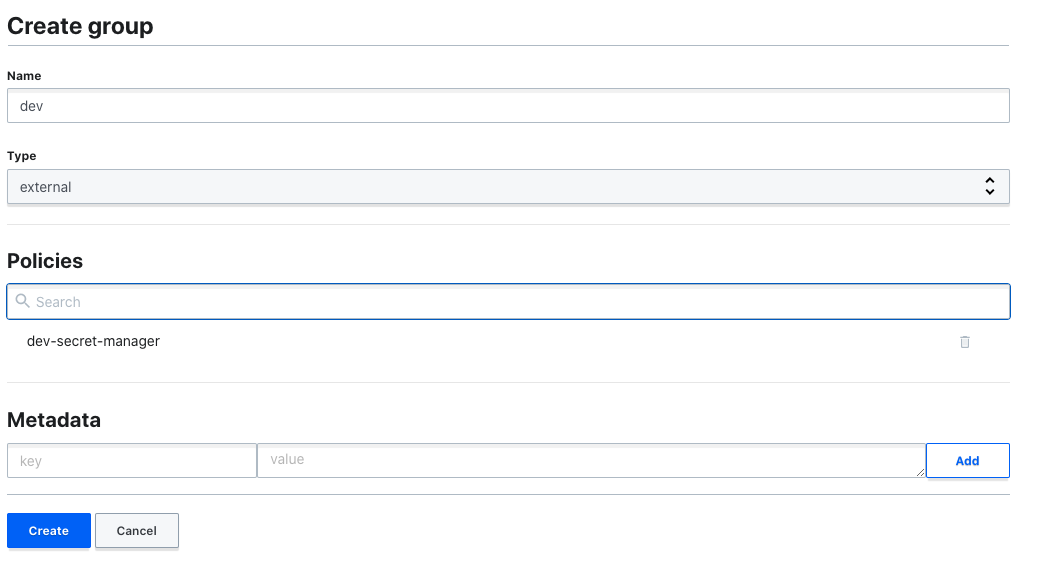 Create group
Name
dev
Type
external
Policies
Search
dev-secret-manager
Metadata
key value Add
Create Cancel